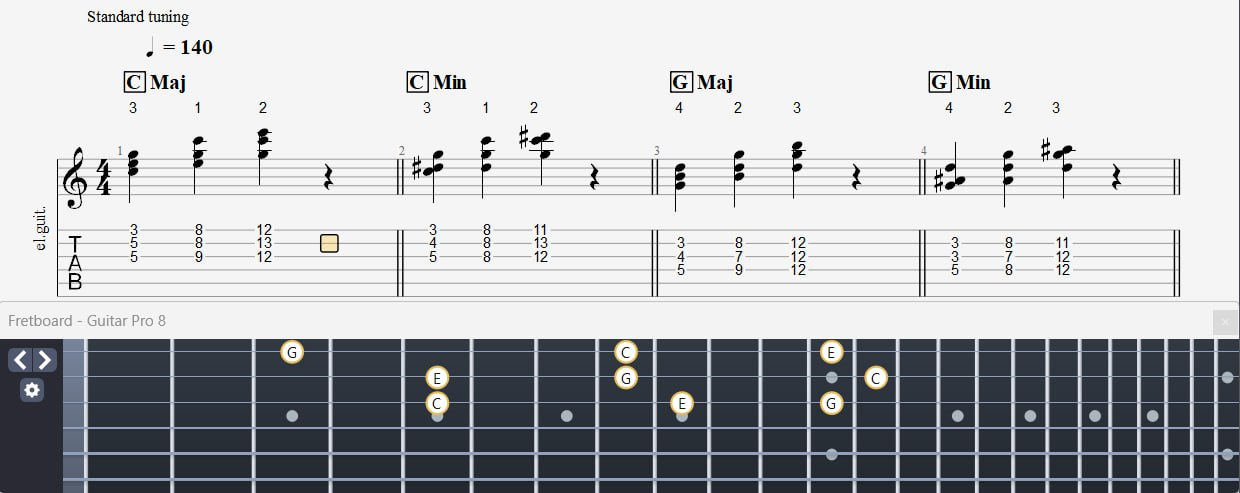 Standard tuning
♩ = 140
C Maj C Min G Maj G Min
3 1 2 3 1 2 4 2 3 4 2 3
1 2 3 4
4
4
el.guit.
T
A
B
3 8 12 3 8 11
5 8 13 4 8 13 3 8 12 3 8 11
5 9 12 5 8 12 4 7 12 3 7 12
5 9 12 5 8 12
Fretboard - Guitar Pro 8
G C E
E G C
C E G